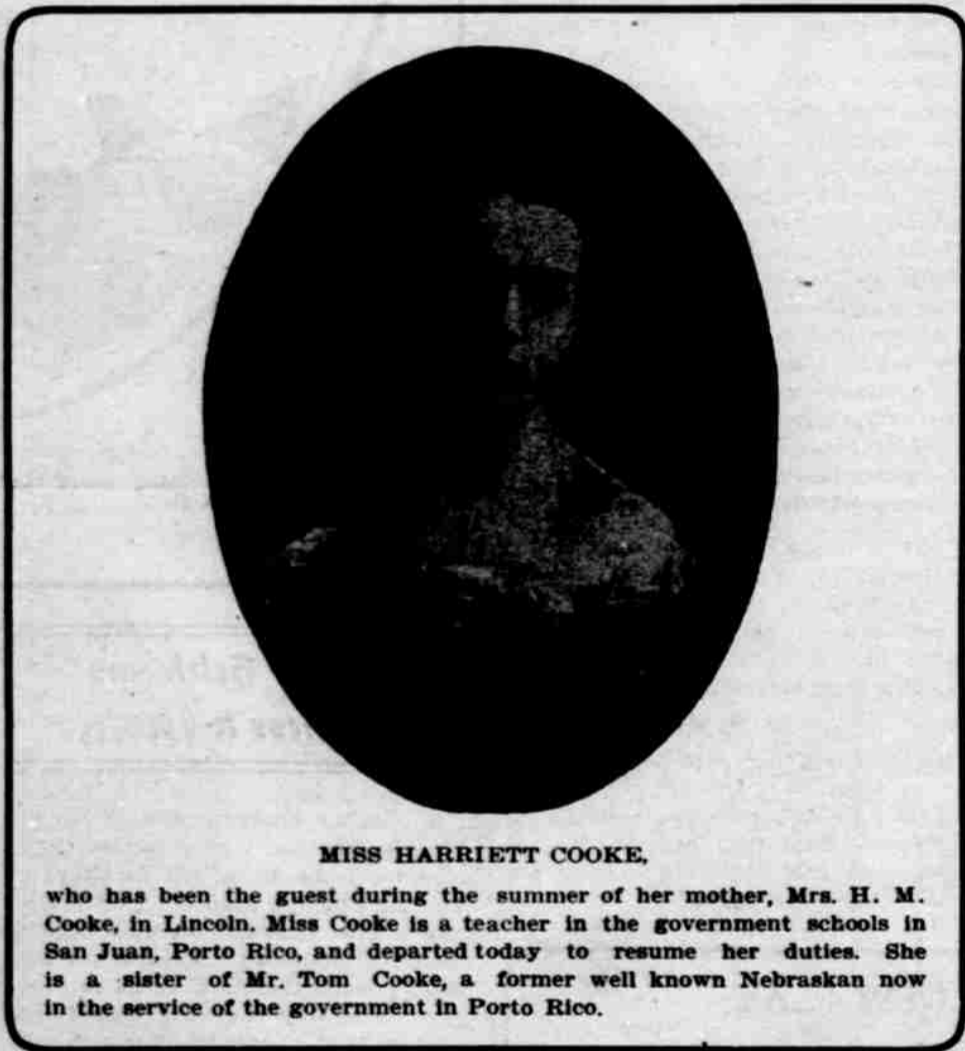 MISS HARRIETT COOKE,
who has been the guest during the summer of her mother, Mrs. H. M.
Cooke, in Lincoln. Miss Cooke is a teacher in the government schools in
San Juan, Porto Rico, and departed today to resume her duties. She
is a sister of Mr. Tom Cooke, a former well known Nebraskan now
in the service of the government in Porto Rico.